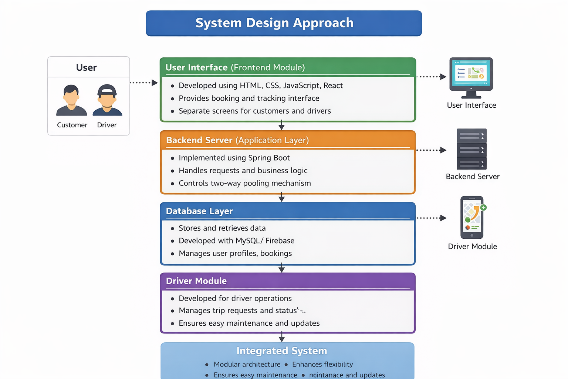 System Design Approach
User
Customer
Driver
User Interface (Frontend Module)
• Developed using HTML, CSS, JavaScript, React
• Provides booking and tracking interface
• Separate screens for customers and drivers
User Interface
Backend Server (Application Layer)
• Implemented using Spring Boot
• Handles requests and business logic
• Controls two-way pooling mechanism
Backend Server
Database Layer
• Stores and retrieves data
• Developed with MySQL/ Firebase
• Manages user profiles, bookings
Driver Module
Driver Module
• Developed for driver operations
• Manages trip requests and status'
• Ensures easy maintenance and updates
Integrated System
• Modular architecture • Enhances flexibility
• Ensures easy maintenance • mintanace and updates